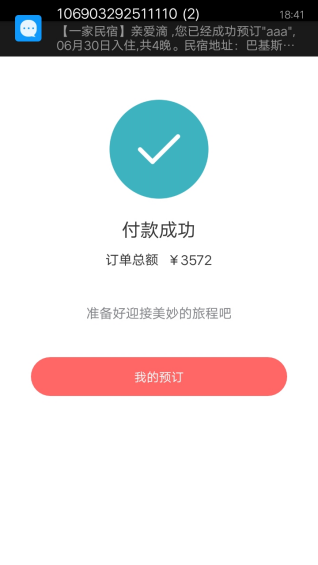 106903292511110 (2)
18:41
【一家民宿】亲爱滴 ,您已经成功预订"aaa",
06月30日入住,共4晚。民宿地址：巴基斯…
付款成功
订单总额 ￥3572
准备好迎接美妙的旅程吧
我的预订